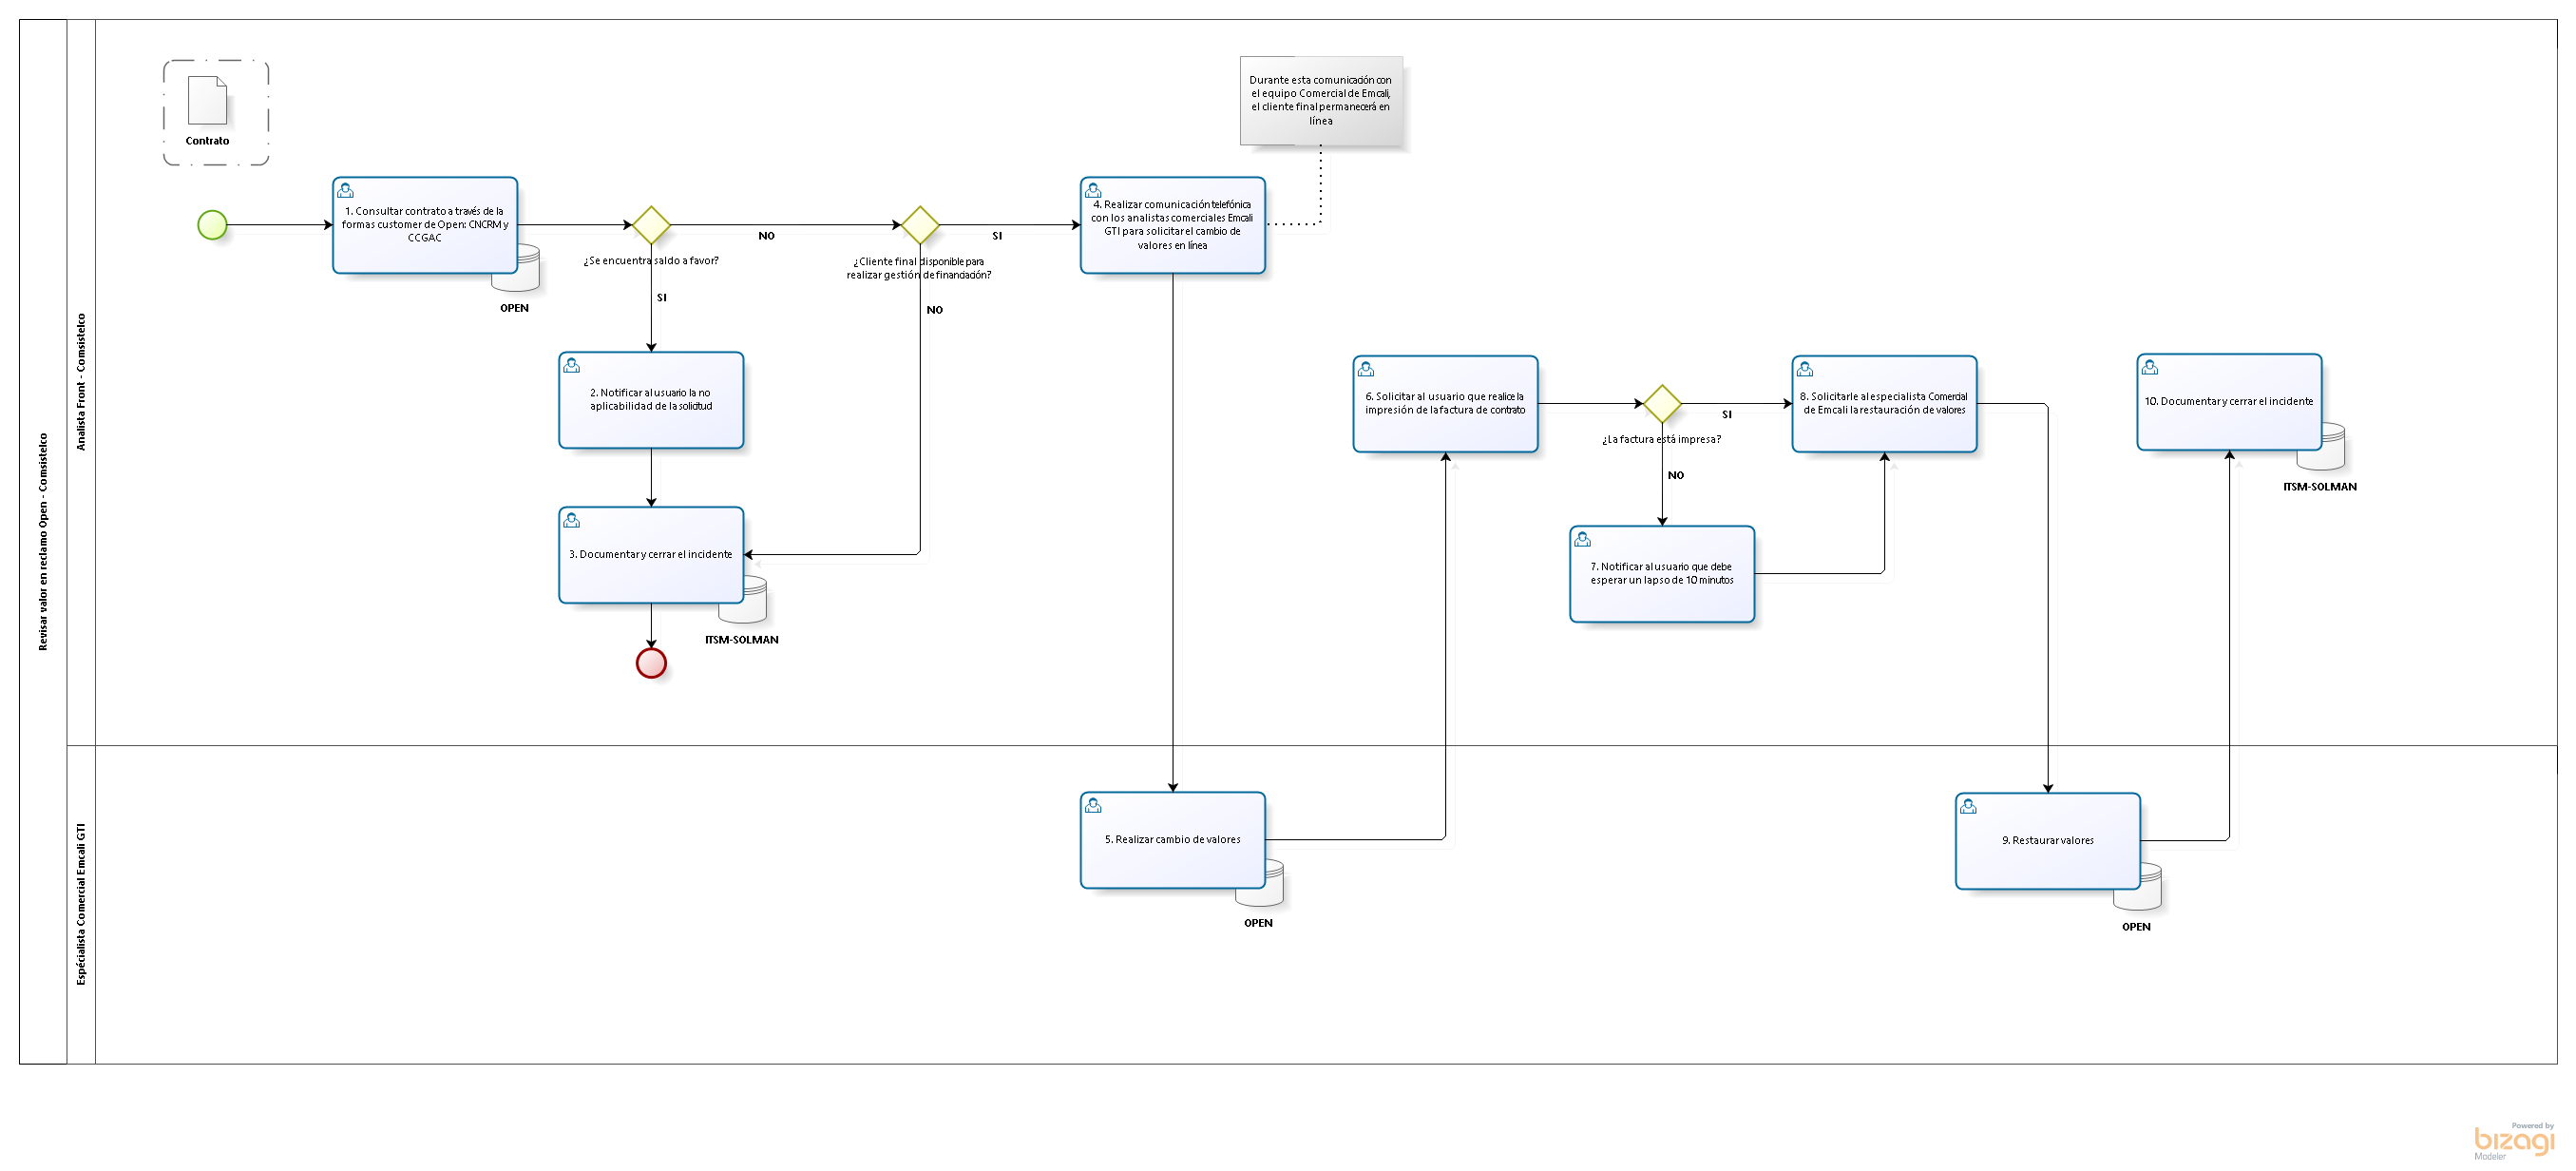 Revisar valor en reclamo Open - Comsistelco
Analista Front - Comsistelco
Contrato
1. Consultar contrato a través de la
formas customer de Open: CNCRM y
CCGAC
OPEN
¿Se encuentra saldo a favor?
NO
SI
2. Notificar al usuario la no
aplicabilidad de la solicitud
3. Documentar y cerrar el incidente
ITSM-SOLMAN
¿Cliente final disponible para
realizar gestión de financiación?
SI
NO
4. Realizar comunicación telefónica
con los analistas comerciales Emcali
GTI para solicitar el cambio de
valores en línea
Durante esta comunicación con
el equipo Comercial de Emcali,
el cliente final permanecerá en
línea
6. Solicitar al usuario que realice la
impresión de la factura de contrato
¿La factura está impresa?
SI
NO
7. Notificar al usuario que debe
esperar un lapso de 10 minutos
8. Solicitarle al especialista Comercial
de Emcali la restauración de valores
10. Documentar y cerrar el incidente
ITSM-SOLMAN
Espécialista Comercial Emcali GTI
5. Realizar cambio de valores
OPEN
9. Restaurar valores
OPEN
Powered by
bizagi
Modeler